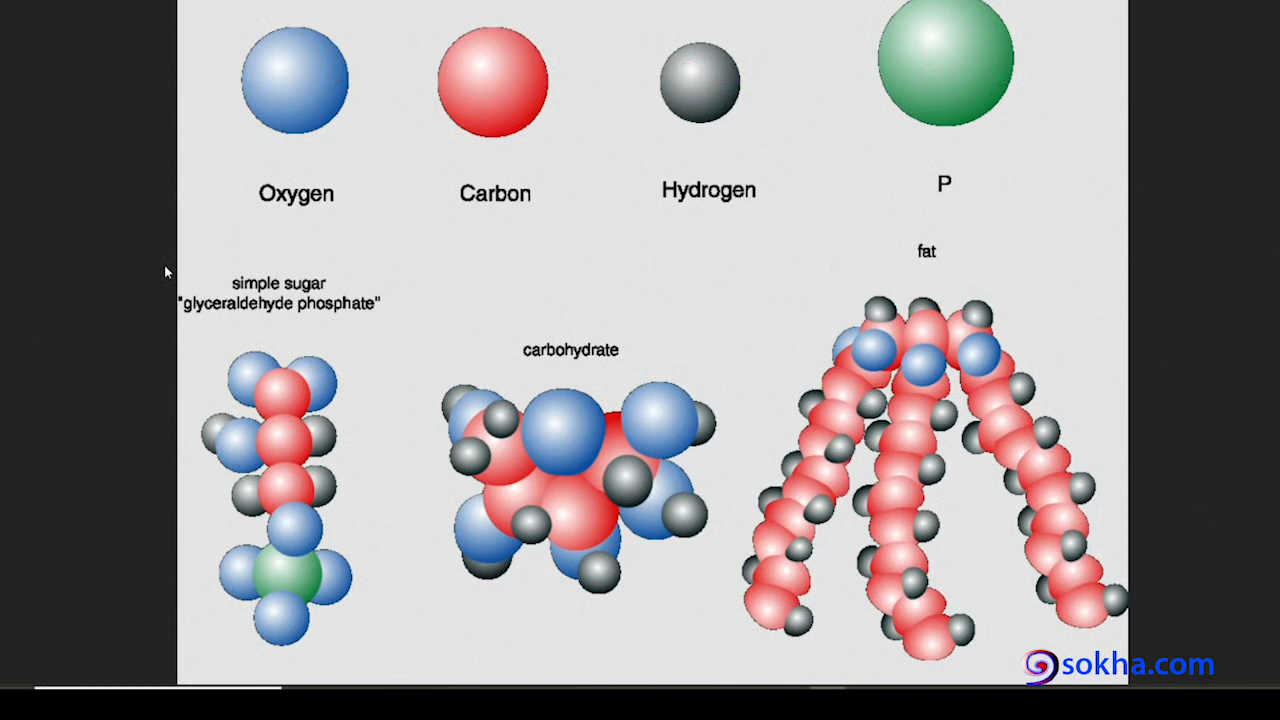 Oxygen
Carbon
Hydrogen
P
fat
simple sugar
"glyceraldehyde phosphate"
carbohydrate
sokha.com